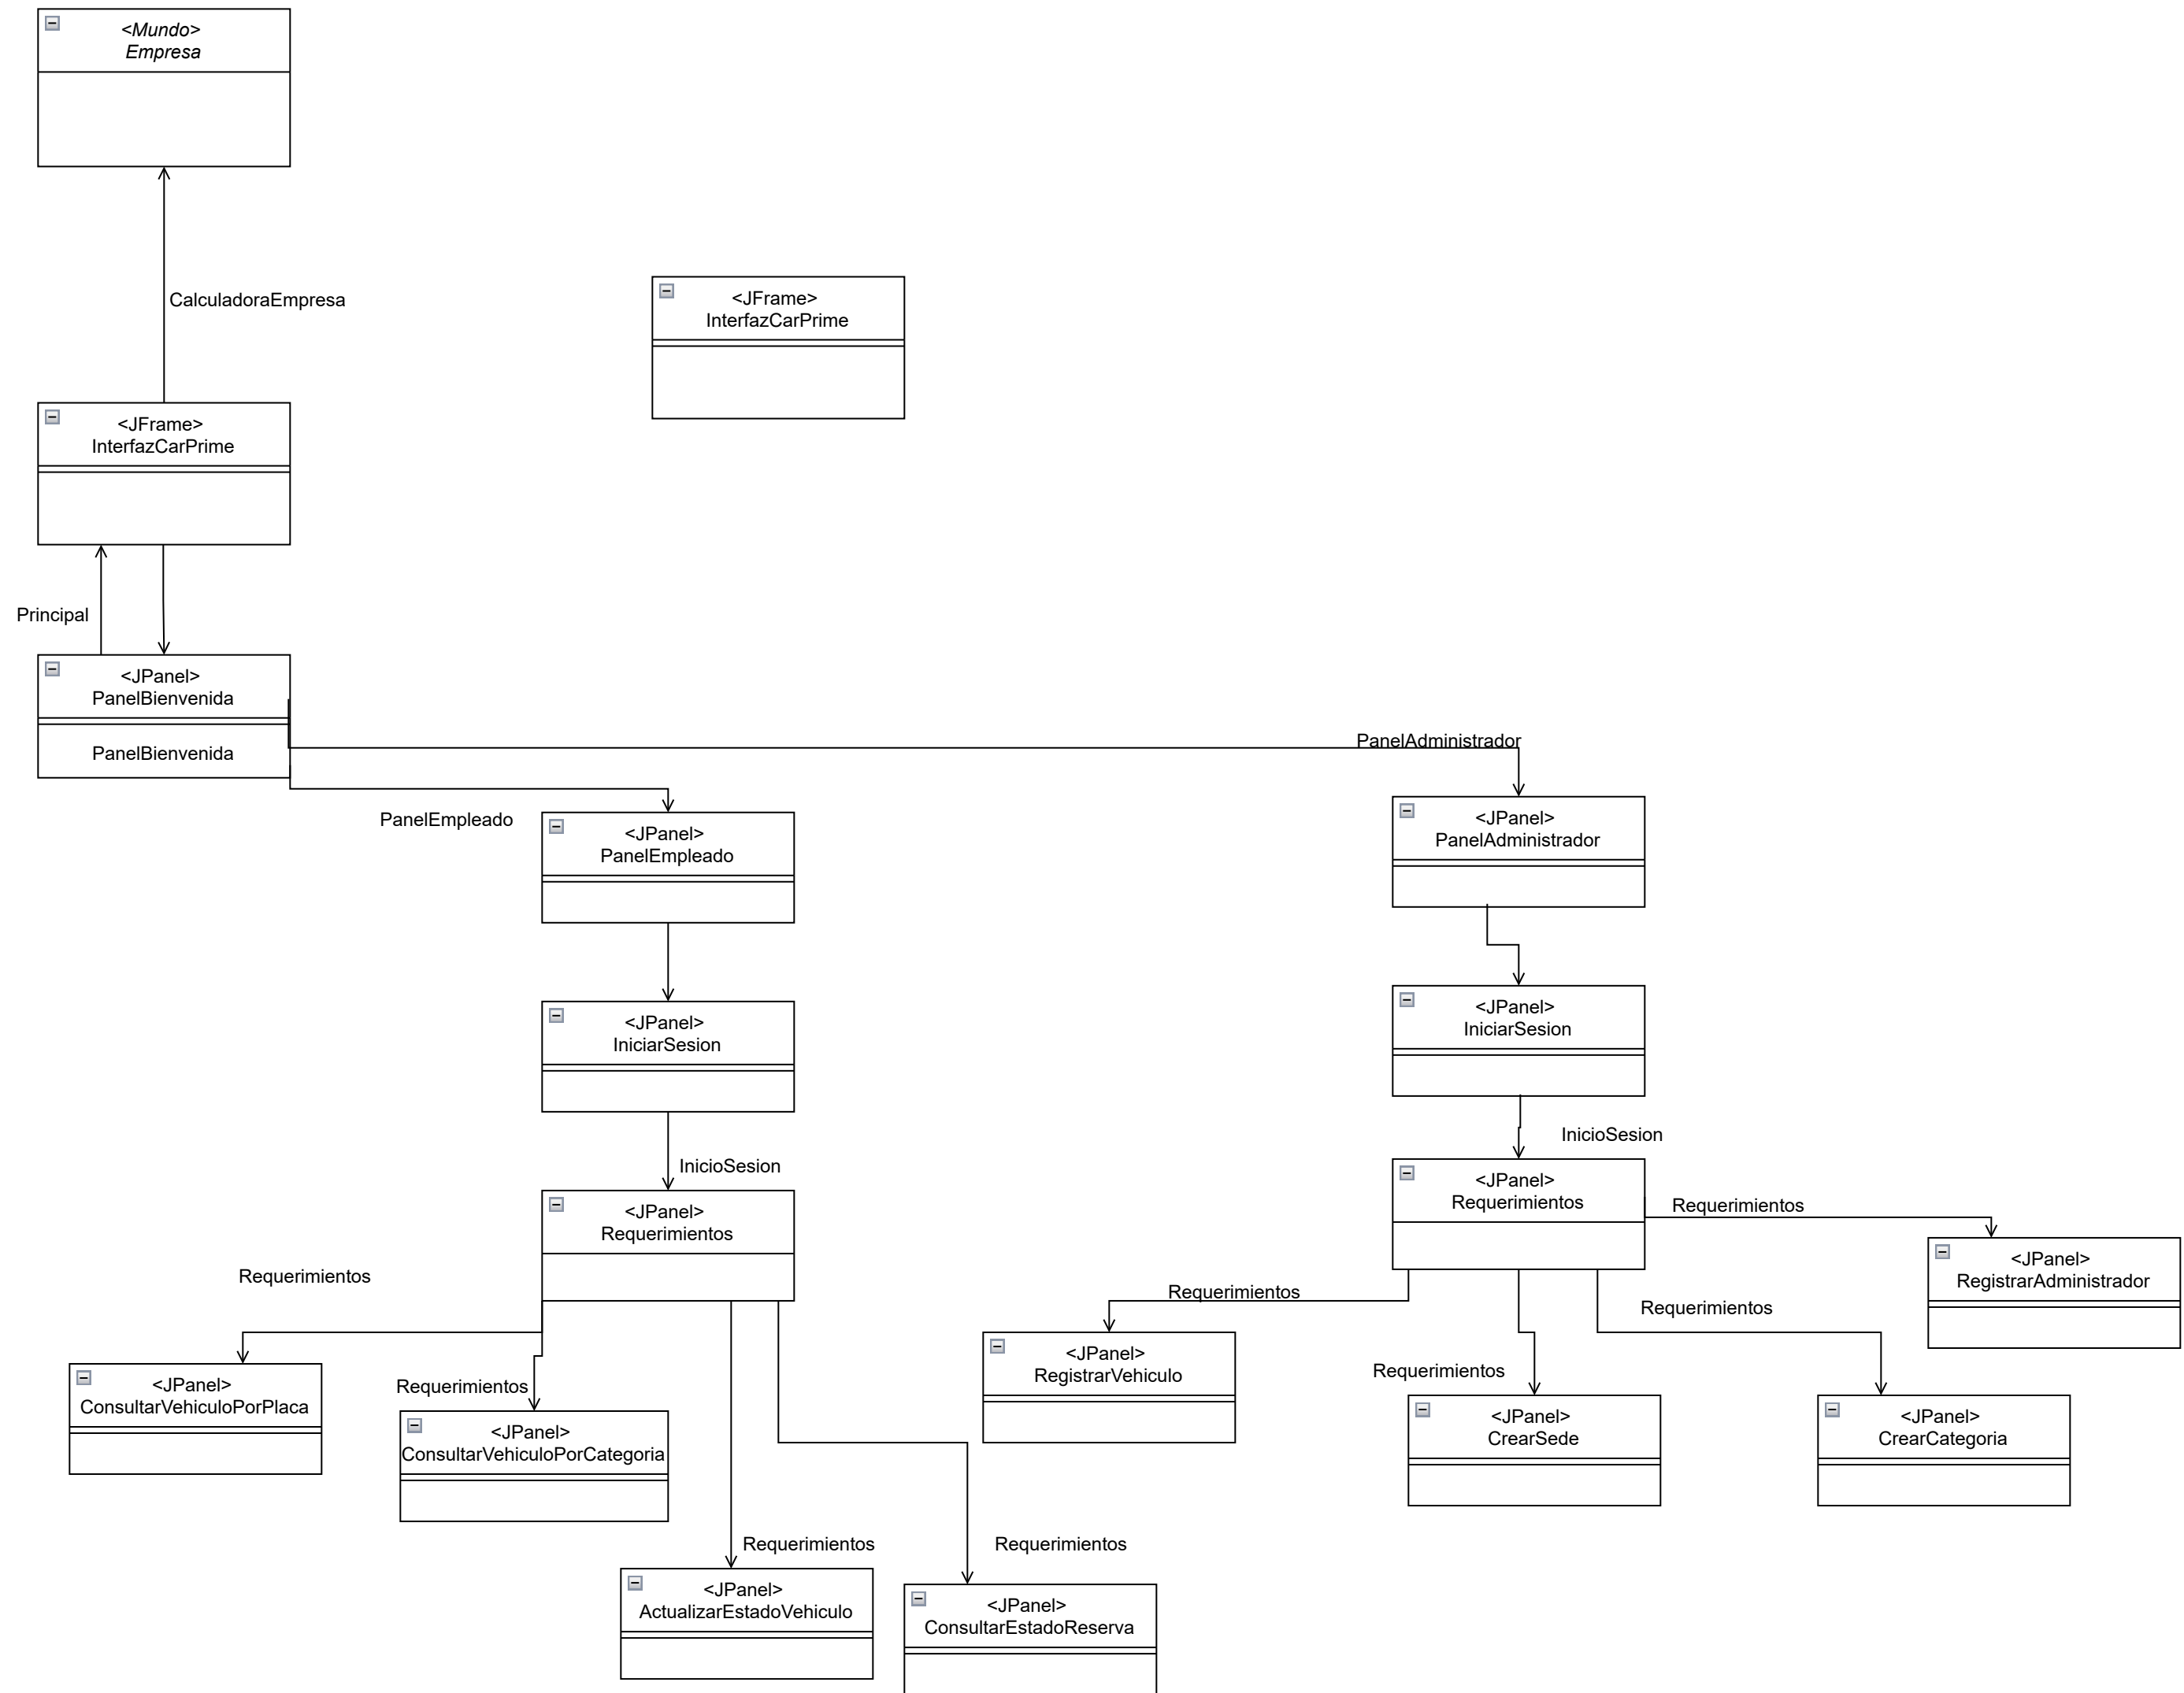 <Mundo>
Empresa
CalculadoraEmpresa
<JFrame>
InterfazCarPrime
<JFrame>
InterfazCarPrime
Principal
<JPanel>
PanelBienvenida
PanelBienvenida
PanelAdministrador
PanelEmpleado
<JPanel>
PanelEmpleado
<JPanel>
PanelAdministrador
<JPanel>
IniciarSesion
<JPanel>
IniciarSesion
InicioSesion
InicioSesion
<JPanel>
Requerimientos
<JPanel>
Requerimientos
Requerimientos
Requerimientos
<JPanel>
RegistrarAdministrador
Requerimientos
Requerimientos
<JPanel>
RegistrarVehiculo
Requerimientos
<JPanel>
ConsultarVehiculoPorPlaca
Requerimientos
<JPanel>
ConsultarVehiculoPorCategoria
<JPanel>
CrearSede
<JPanel>
CrearCategoria
Requerimientos
Requerimientos
<JPanel>
ActualizarEstadoVehiculo
<JPanel>
ConsultarEstadoReserva